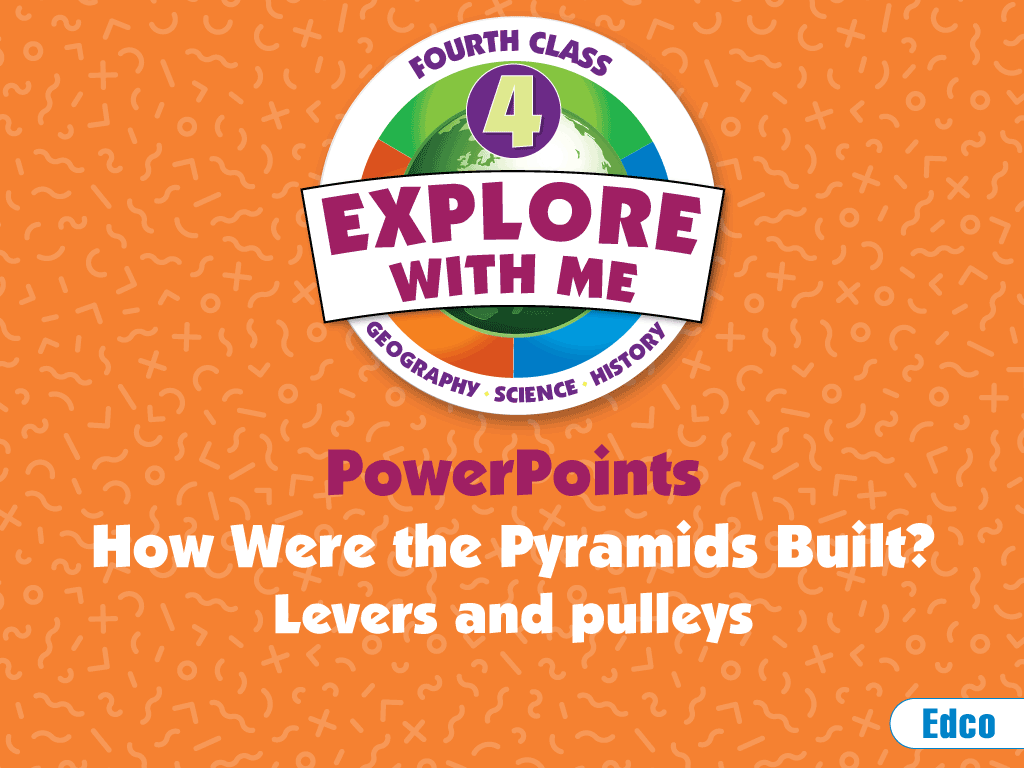 FOURTH CLASS
4
EXPLORE
WITH ME
GEOGRAPHY · SCIENCE · HISTORY
PowerPoints
How Were the Pyramids Built?
Levers and pulleys
Edco